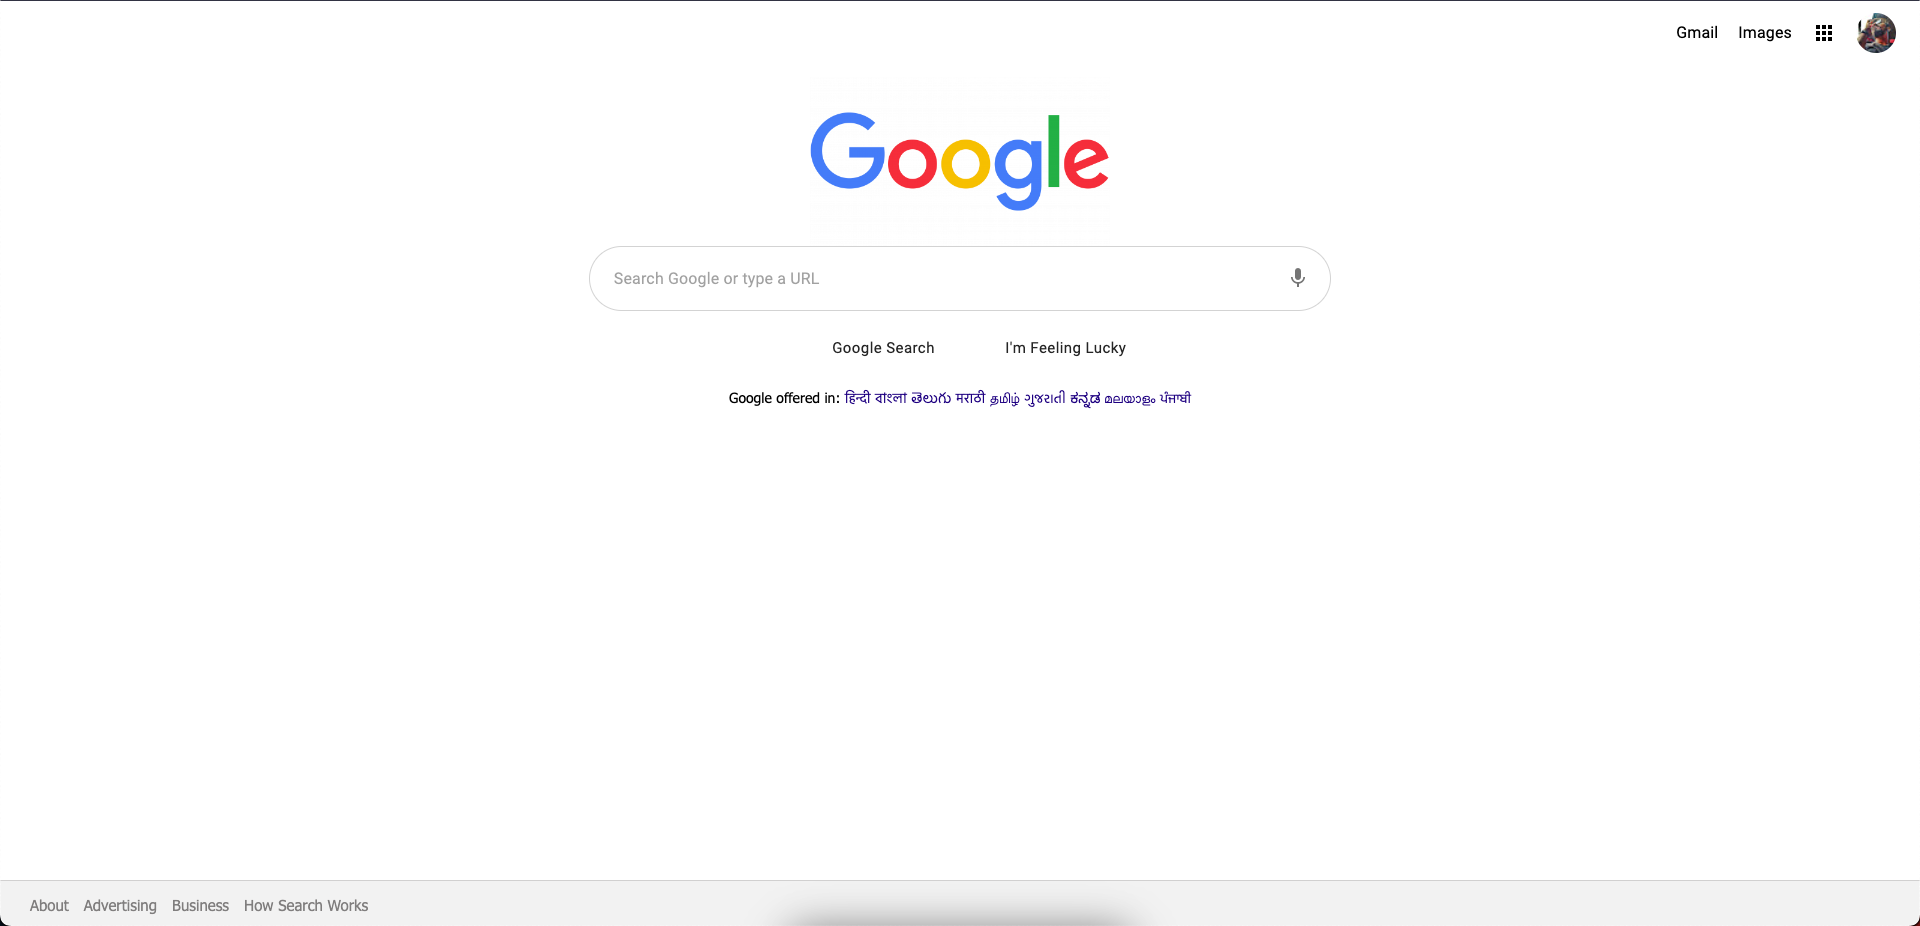 Gmail Images
Google
Search Google or type a URL
Google Search I'm Feeling Lucky
Google offered in: हिन्दी বাংলা తెలుగు मराठी தமிழ் ગુજરાતી ಕನ್ನಡ മലയാളം ਪੰਜਾਬੀ
About Advertising Business How Search Works